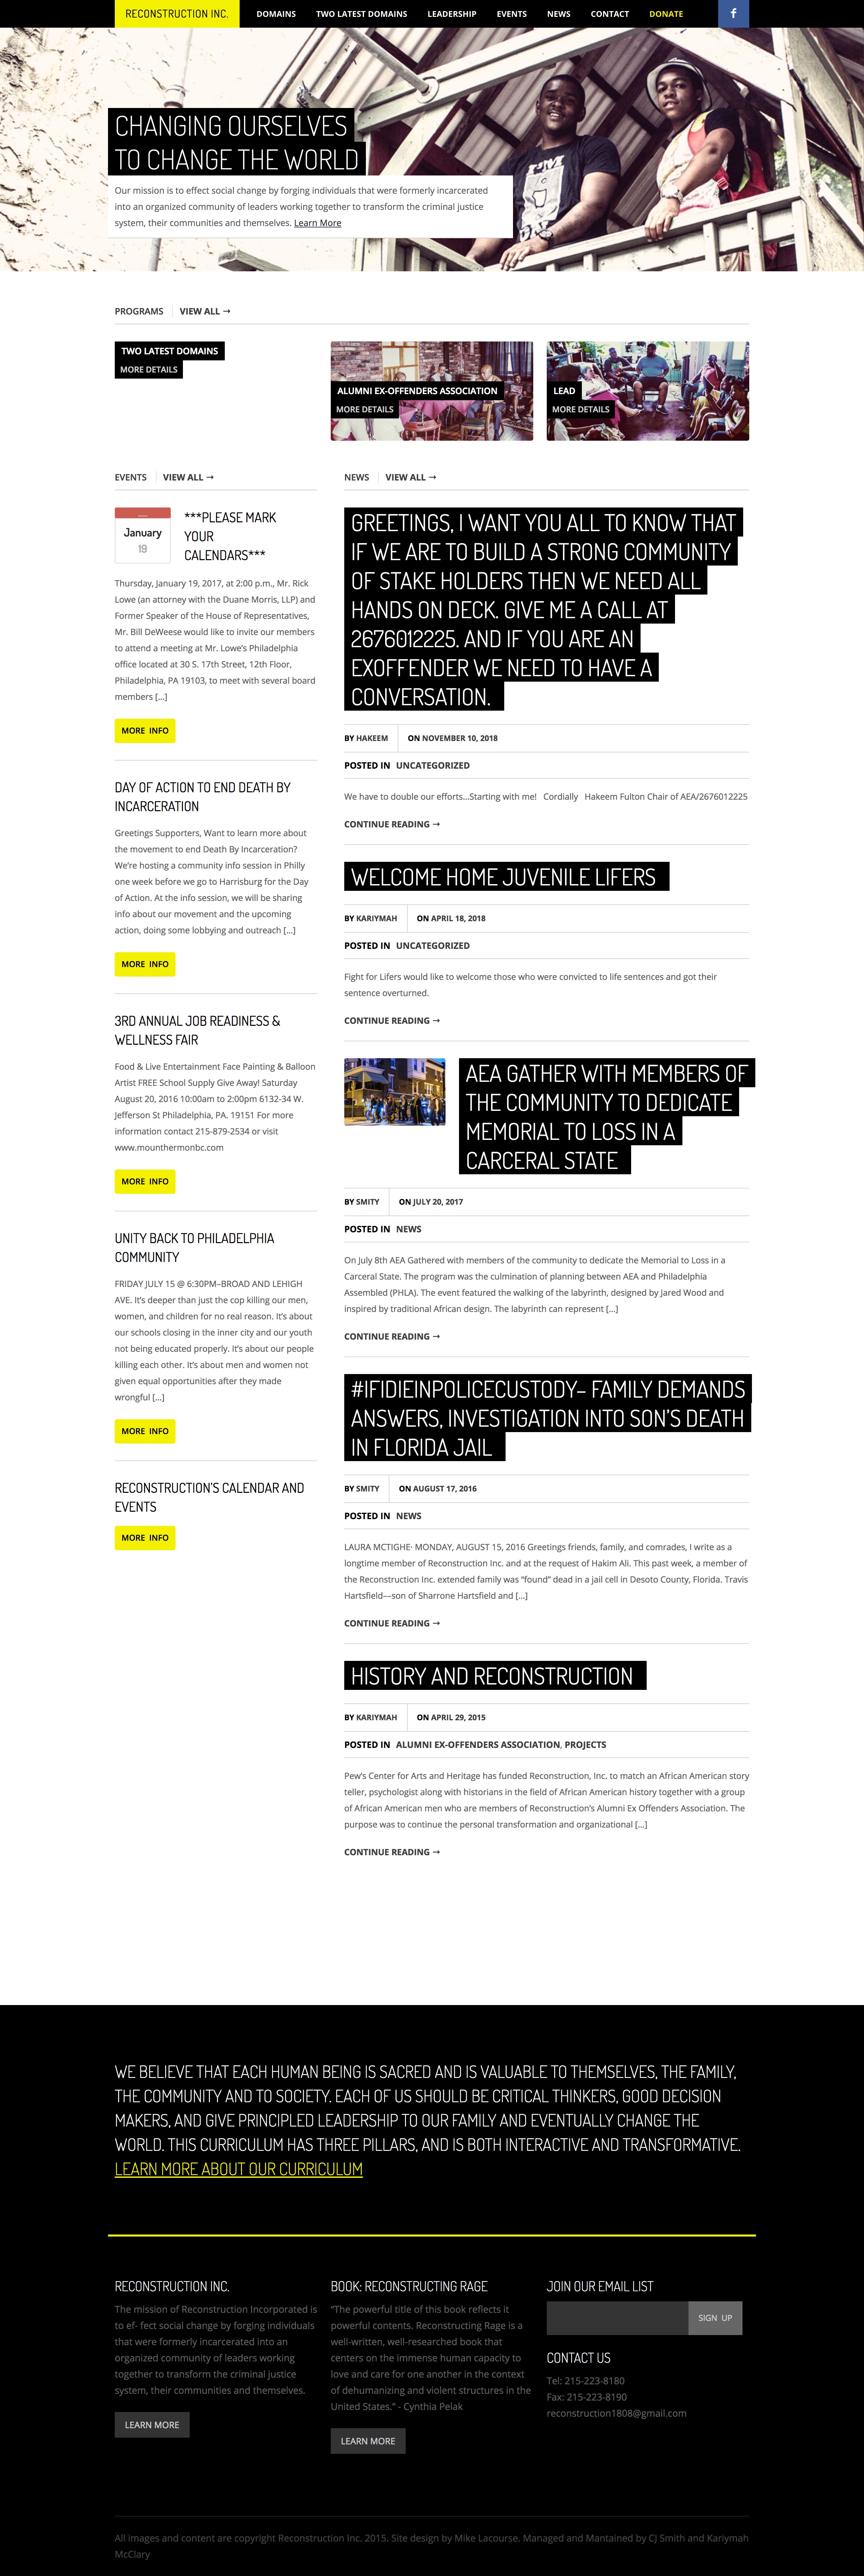 RECONSTRUCTION INC.
DOMAINS TWO LATEST DOMAINS LEADERSHIP EVENTS NEWS CONTACT DONATE
f
CHANGING OURSELVES
TO CHANGE THE WORLD
Our mission is to effect social change by forging individuals that were formerly incarcerated
into an organized community of leaders working together to transform the criminal justice
system, their communities and themselves. Learn More
PROGRAMS VIEW ALL →
TWO LATEST DOMAINS
MORE DETAILS
ALUMNI EX-OFFENDERS ASSOCIATION
MORE DETAILS
LEAD
MORE DETAILS
EVENTS VIEW ALL →
January
19
***PLEASE MARK
YOUR
CALENDARS***
Thursday, January 19, 2017, at 2:00 p.m., Mr. Rick
Lowe (an attorney with the Duane Morris, LLP) and
Former Speaker of the House of Representatives,
Mr. Bill DeWeese would like to invite our members
to attend a meeting at Mr. Lowe's Philadelphia
office located at 30 S. 17th Street, 12th Floor,
Philadelphia, PA 19103, to meet with several board
members [...]
MORE INFO
DAY OF ACTION TO END DEATH BY
INCARCERATION
Greetings Supporters, Want to learn more about
the movement to end Death By Incarceration?
We're hosting a community info session in Philly
one week before we go to Harrisburg for the Day
of Action. At the info session, we will be sharing
info about our movement and the upcoming
action, doing some lobbying and outreach [...]
MORE INFO
3RD ANNUAL JOB READINESS &
WELLNESS FAIR
Food & Live Entertainment Face Painting & Balloon
Artist FREE School Supply Give Away! Saturday
August 20, 2016 10:00am to 2:00pm 6132-34 W.
Jefferson St Philadelphia, PA. 19151 For more
information contact 215-879-2534 or visit
www.mounthermonbc.com
MORE INFO
UNITY BACK TO PHILADELPHIA
COMMUNITY
FRIDAY JULY 15 @ 6:30PM–BROAD AND LEHIGH
AVE. It's deeper than just the cop killing our men,
women, and children for no real reason. It's about
our schools closing in the inner city and our youth
not being educated properly. It's about our people
killing each other. It's about men and women not
given equal opportunities after they made
wrongful [...]
MORE INFO
RECONSTRUCTION'S CALENDAR AND
EVENTS
MORE INFO
NEWS VIEW ALL →
GREETINGS, I WANT YOU ALL TO KNOW THAT
IF WE ARE TO BUILD A STRONG COMMUNITY
OF STAKE HOLDERS THEN WE NEED ALL
HANDS ON DECK. GIVE ME A CALL AT
2676012225. AND IF YOU ARE AN
EXOFFENDER WE NEED TO HAVE A
CONVERSATION.
BY HAKEEM ON NOVEMBER 10, 2018
POSTED IN UNCATEGORIZED
We have to double our efforts...Starting with me! Cordially Hakeem Fulton Chair of AEA/2676012225
CONTINUE READING →
WELCOME HOME JUVENILE LIFERS
BY KARIYMAH ON APRIL 18, 2018
POSTED IN UNCATEGORIZED
Fight for Lifers would like to welcome those who were convicted to life sentences and got their
sentence overturned.
CONTINUE READING →
AEA GATHER WITH MEMBERS OF
THE COMMUNITY TO DEDICATE
MEMORIAL TO LOSS IN A
CARCERAL STATE
BY SMITY ON JULY 20, 2017
POSTED IN NEWS
On July 8th AEA Gathered with members of the community to dedicate the Memorial to Loss in a
Carceral State. The program was the culmination of planning between AEA and Philadelphia
Assembled (PHLA). The event featured the walking of the labyrinth, designed by Jared Wood and
inspired by traditional African design. The labyrinth can represent [...]
CONTINUE READING →
#IFIDIEINPOLICECUSTODY– FAMILY DEMANDS
ANSWERS, INVESTIGATION INTO SON'S DEATH
IN FLORIDA JAIL
BY SMITY ON AUGUST 17, 2016
POSTED IN NEWS
LAURA MCTIGHE· MONDAY, AUGUST 15, 2016 Greetings friends, family, and comrades, I write as a
longtime member of Reconstruction Inc. and at the request of Hakim Ali. This past week, a member of
the Reconstruction Inc. extended family was "found" dead in a jail cell in Desoto County, Florida. Travis
Hartsfield––son of Sharrone Hartsfield and [...]
CONTINUE READING →
HISTORY AND RECONSTRUCTION
BY KARIYMAH ON APRIL 29, 2015
POSTED IN ALUMNI EX-OFFENDERS ASSOCIATION, PROJECTS
Pew's Center for Arts and Heritage has funded Reconstruction, Inc. to match an African American story
teller, psychologist along with historians in the field of African American history together with a group
of African American men who are members of Reconstruction's Alumni Ex Offenders Association. The
purpose was to continue the personal transformation and organizational [...]
CONTINUE READING →
WE BELIEVE THAT EACH HUMAN BEING IS SACRED AND IS VALUABLE TO THEMSELVES, THE FAMILY,
THE COMMUNITY AND TO SOCIETY. EACH OF US SHOULD BE CRITICAL THINKERS, GOOD DECISION
MAKERS, AND GIVE PRINCIPLED LEADERSHIP TO OUR FAMILY AND EVENTUALLY CHANGE THE
WORLD. THIS CURRICULUM HAS THREE PILLARS, AND IS BOTH INTERACTIVE AND TRANSFORMATIVE.
LEARN MORE ABOUT OUR CURRICULUM
RECONSTRUCTION INC.
The mission of Reconstruction Incorporated is
to ef- fect social change by forging individuals
that were formerly incarcerated into an
organized community of leaders working
together to transform the criminal justice
system, their communities and themselves.
LEARN MORE
BOOK: RECONSTRUCTING RAGE
"The powerful title of this book reflects it
powerful contents. Reconstructing Rage is a
well-written, well-researched book that
centers on the immense human capacity to
love and care for one another in the context
of dehumanizing and violent structures in the
United States." - Cynthia Pelak
LEARN MORE
JOIN OUR EMAIL LIST
SIGN UP
CONTACT US
Tel: 215-223-8180
Fax: 215-223-8190
reconstruction1808@gmail.com
All images and content are copyright Reconstruction Inc. 2015. Site design by Mike Lacourse. Managed and Mantained by CJ Smith and Kariymah
McClary